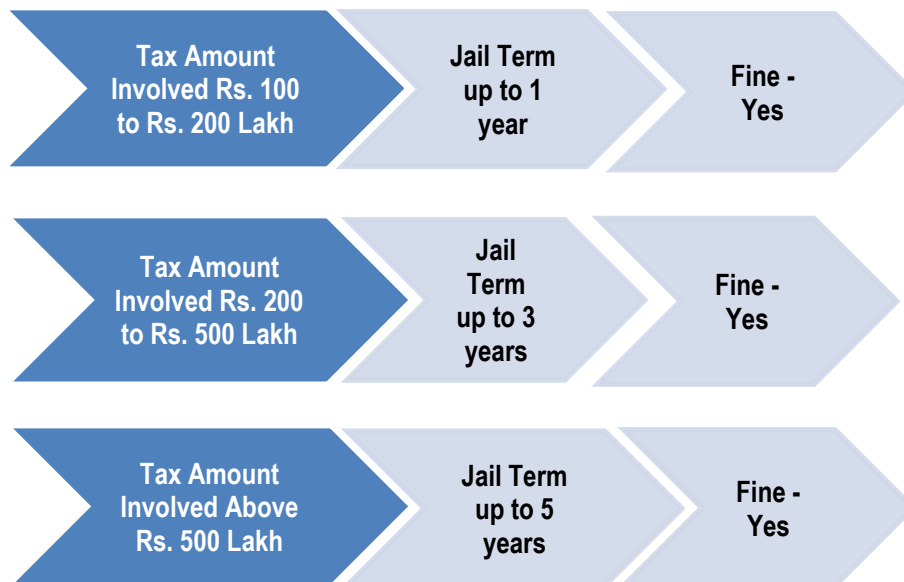 Tax Amount
Involved Rs. 100
to Rs. 200 Lakh
Jail Term
up to 1
year
Fine -
Yes
Tax Amount
Involved Rs. 200
to Rs. 500 Lakh
Jail
Term
up to 3
years
Fine -
Yes
Tax Amount
Involved Above
Rs. 500 Lakh
Jail Term
up to 5
years
Fine -
Yes